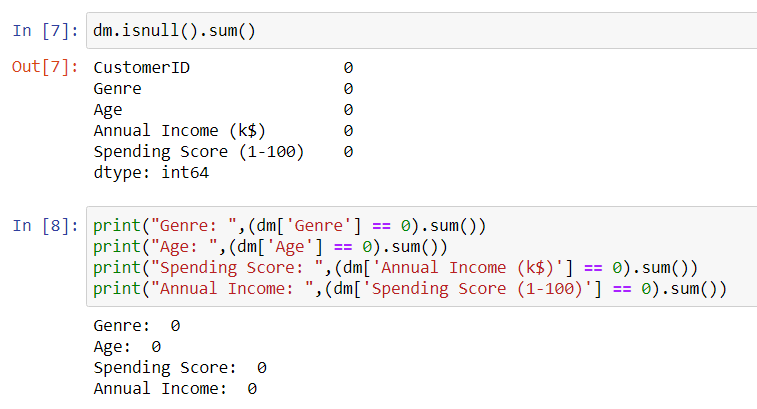 In [7]: dm.isnull().sum()
Out[7]: CustomerID 0
Genre 0
Age 0
Annual Income (k$) 0
Spending Score (1-100) 0
dtype: int64
In [8]: print("Genre: ",(dm['Genre'] == 0).sum())
print("Age: ",(dm['Age'] == 0).sum())
print("Spending Score: ",(dm['Annual Income (k$)'] == 0).sum())
print("Annual Income: ",(dm['Spending Score (1-100)'] == 0).sum())
Genre:  0
Age:  0
Spending Score:  0
Annual Income:  0